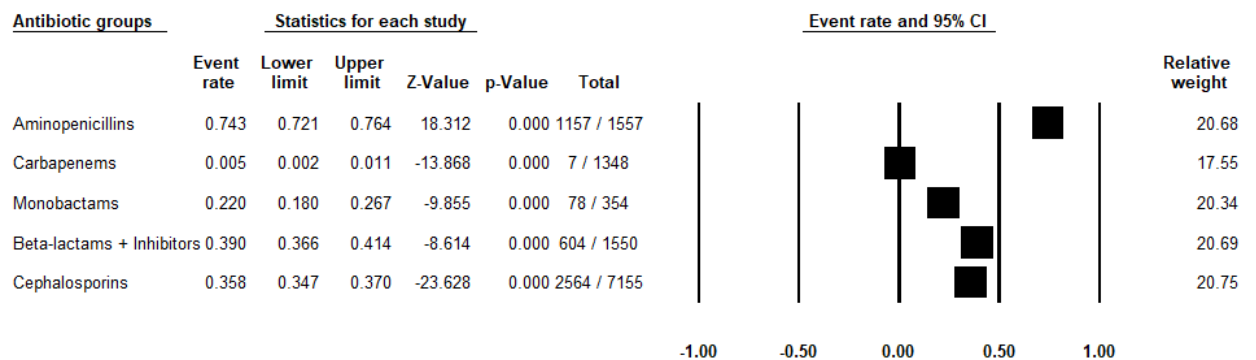 Antibiotic groups Statistics for each study Event rate and 95% CI
Event Lower Upper Relative
rate limit limit Z-Value p-Value Total weight
Aminopenicillins 0.743 0.721 0.764 18.312 0.000 1157 / 1557 20.68
Carbapenems 0.005 0.002 0.011 -13.868 0.000 7 / 1348 17.55
Monobactams 0.220 0.180 0.267 -9.855 0.000 78 / 354 20.34
Beta-lactams + Inhibitors 0.390 0.366 0.414 -8.614 0.000 604 / 1550 20.69
Cephalosporins 0.358 0.347 0.370 -23.628 0.000 2564 / 7155 20.75
-1.00 -0.50 0.00 0.50 1.00